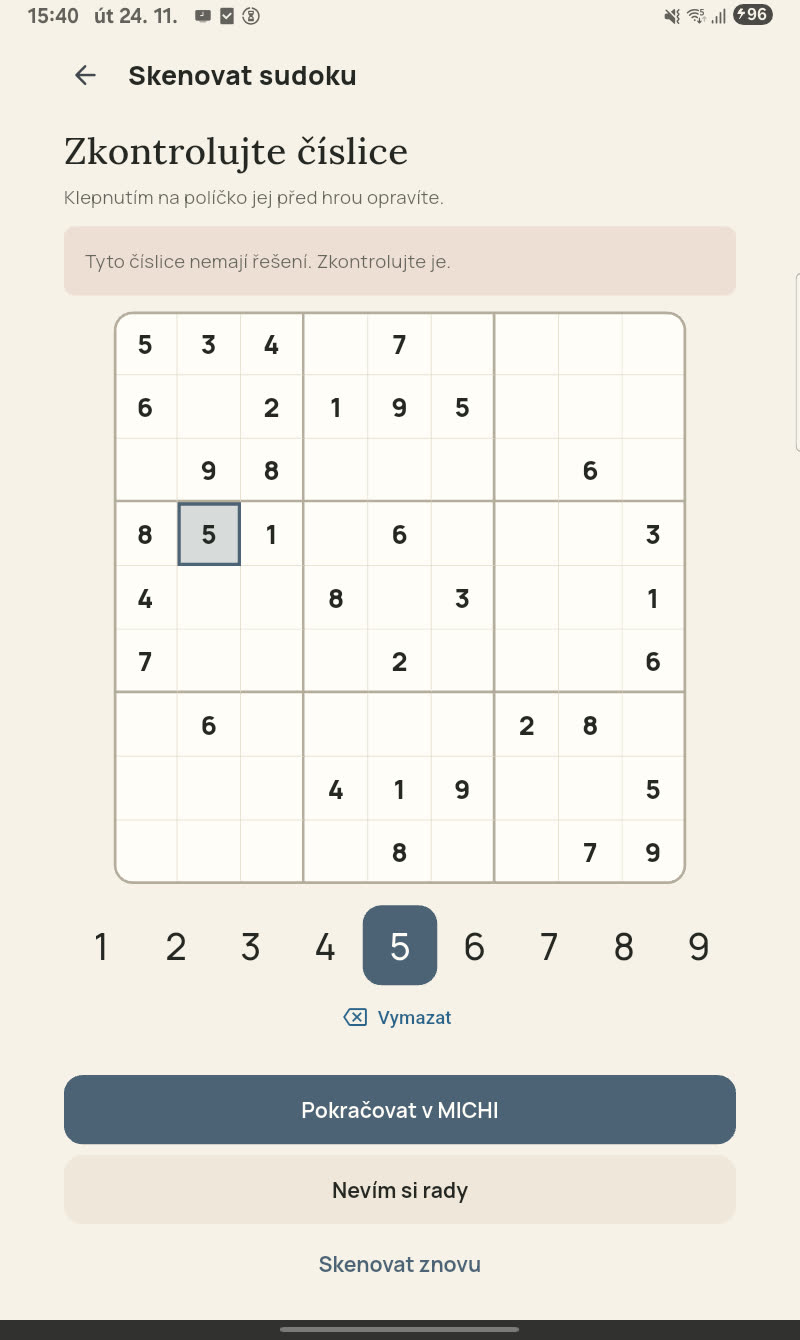 15:40 út 24. 11. 96
Skenovat sudoku
Zkontrolujte číslice
Klepnutím na políčko jej před hrou opravíte.
Tyto číslice nemají řešení. Zkontrolujte je.
5 3 4 7
6 2 1 9 5
9 8 6
8 5 1 6 3
4 8 3 1
7 2 6
6 2 8
4 1 9 5
8 7 9
1 2 3 4 5 6 7 8 9
Vymazat
Pokračovat v MICHI
Nevím si rady
Skenovat znovu